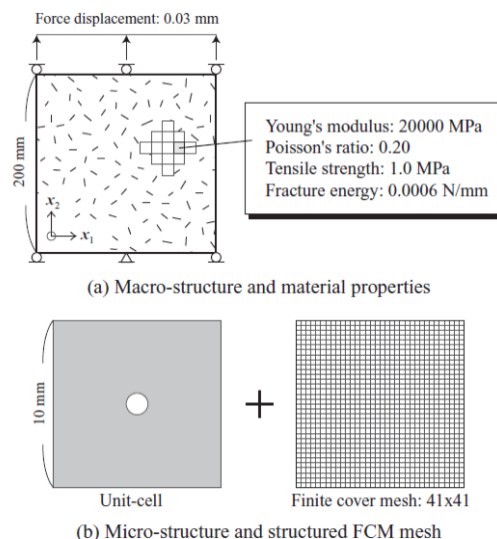 Force displacement: 0.03 mm
200 mm
x2
x1
Young's modulus: 20000 MPa
Poisson's ratio: 0.20
Tensile strength: 1.0 MPa
Fracture energy: 0.0006 N/mm
(a) Macro-structure and material properties
10 mm
+
Unit-cell
Finite cover mesh: 41x41
(b) Micro-structure and structured FCM mesh